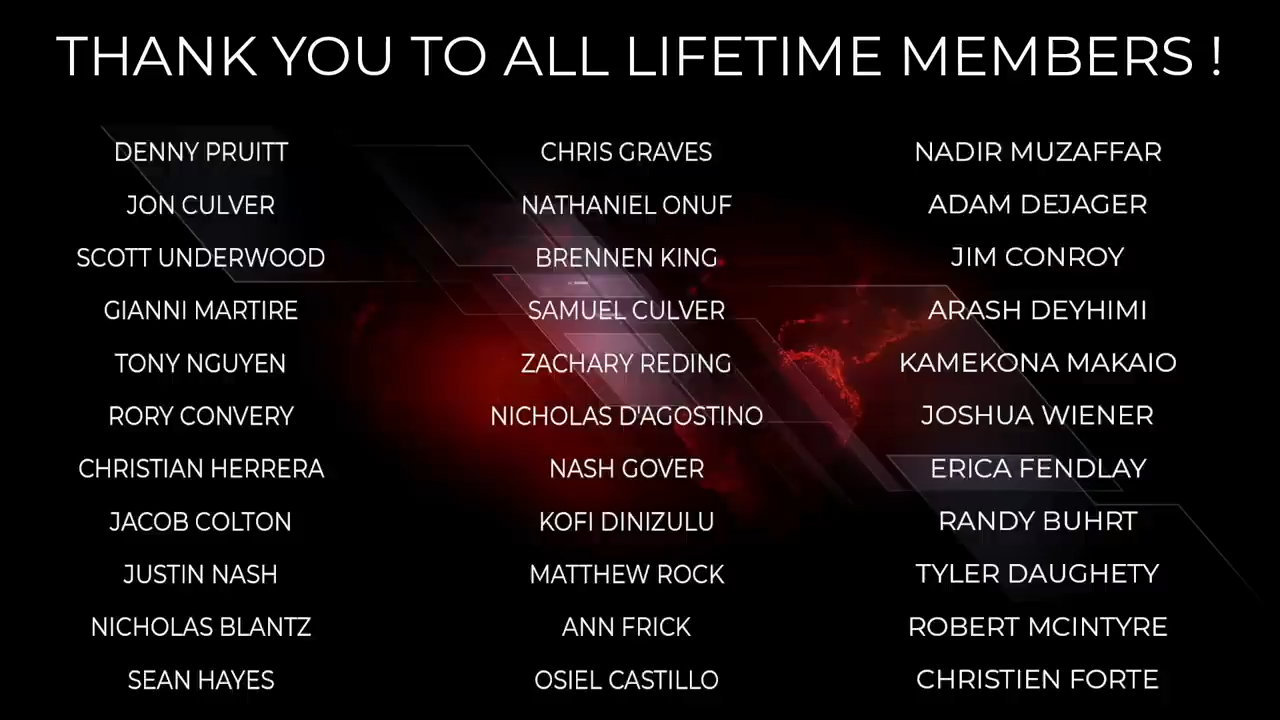 THANK YOU TO ALL LIFETIME MEMBERS !
DENNY PRUITT
JON CULVER
SCOTT UNDERWOOD
GIANNI MARTIRE
TONY NGUYEN
RORY CONVERY
CHRISTIAN HERRERA
JACOB COLTON
JUSTIN NASH
NICHOLAS BLANTZ
SEAN HAYES
CHRIS GRAVES
NATHANIEL ONUF
BRENNEN KING
SAMUEL CULVER
ZACHARY REDING
NICHOLAS D'AGOSTINO
NASH GOVER
KOFI DINIZULU
MATTHEW ROCK
ANN FRICK
OSIEL CASTILLO
NADIR MUZAFFAR
ADAM DEJAGER
JIM CONROY
ARASH DEYHIMI
KAMEKONA MAKAIO
JOSHUA WIENER
ERICA FENDLAY
RANDY BUHRT
TYLER DAUGHETY
ROBERT MCINTYRE
CHRISTIEN FORTE